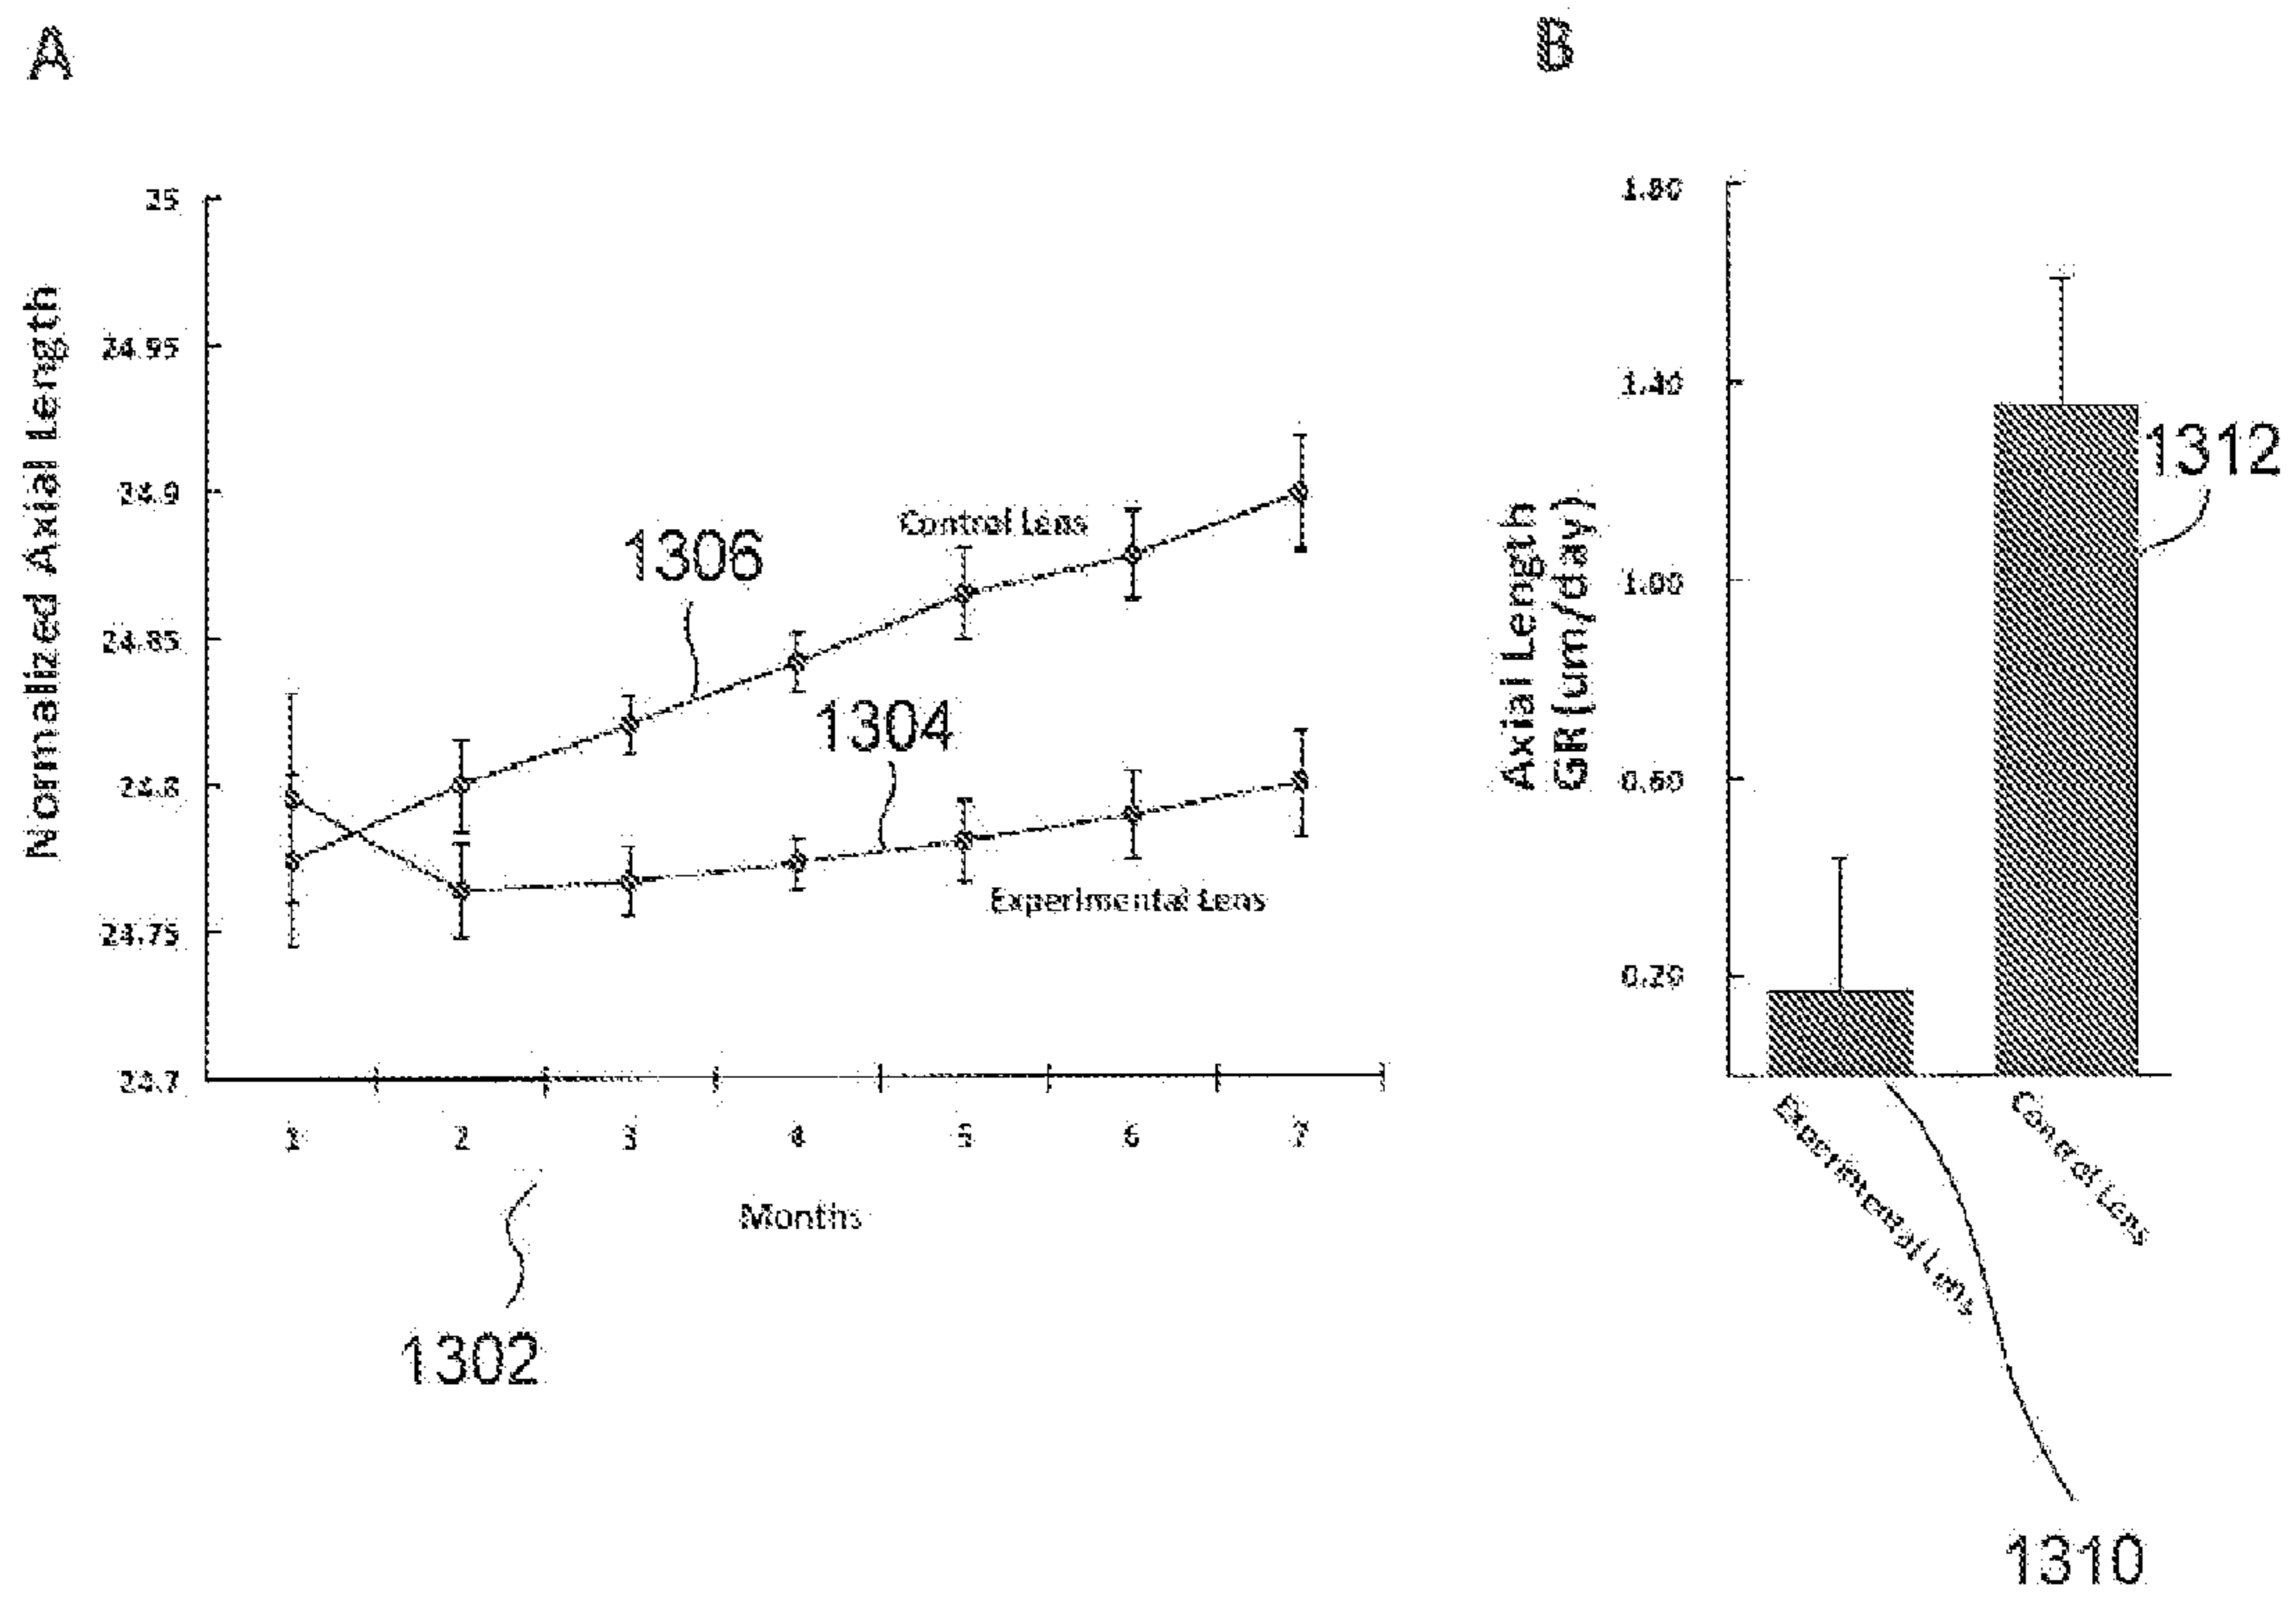 A
B
Normalized Axial Length
25
24.95
24.9
24.85
24.8
24.75
24.7
Control Lens
1306
1304
Experimental Lens
1 2 3 4 5 6 7
Months
1302
Axial Length
GR (um/day)
1.80
1.40
1.00
0.60
0.20
1312
Experimental Lens
Control Lens
1310